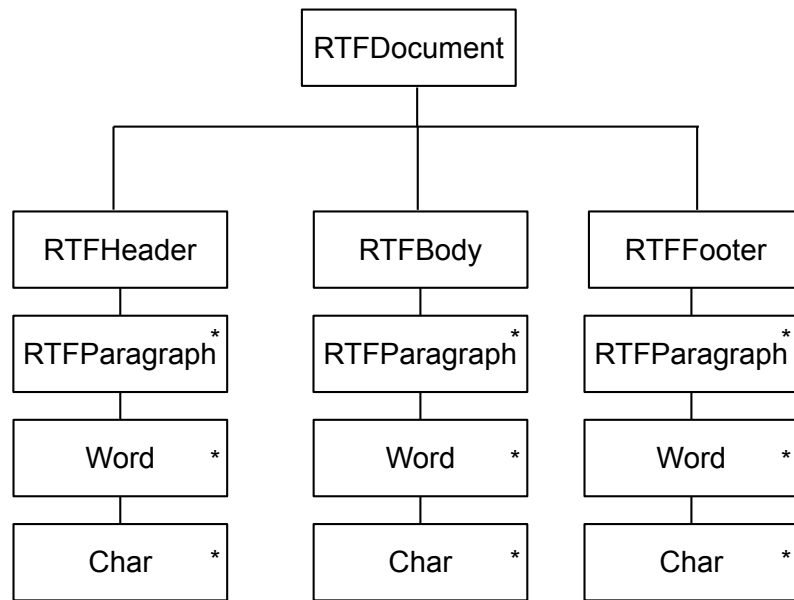 RTFDocument
RTFHeader RTFBody RTFFooter
RTFParagraph * RTFParagraph * RTFParagraph *
Word * Word * Word *
Char * Char * Char *